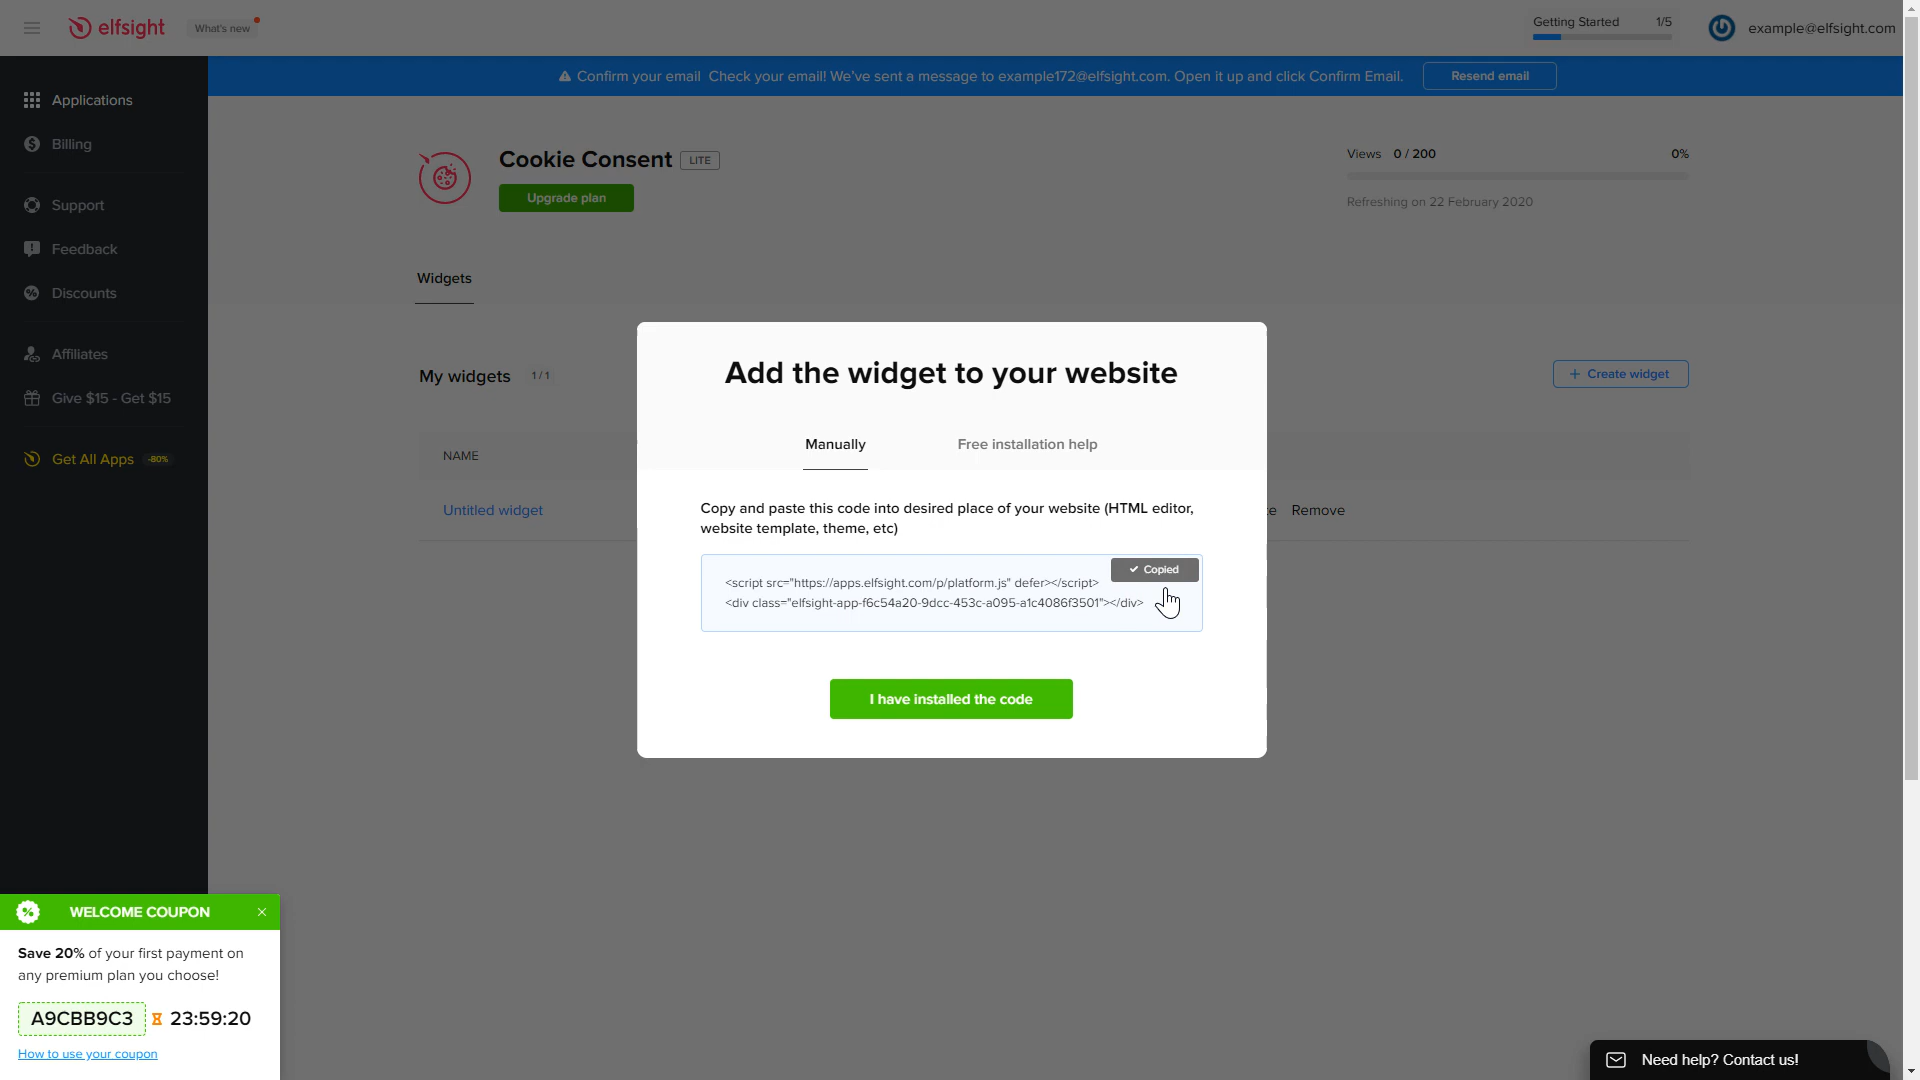 elfsight
What's new
Getting Started 1/5
example@elfsight.com
Confirm your email Check your email! We've sent a message to example172@elfsight.com. Open it up and click Confirm Email.
Resend email
Applications
Billing
Support
Feedback
Discounts
Affiliates
Give $15 - Get $15
Get All Apps -80%
Cookie Consent LITE
Upgrade plan
Views 0 / 200 0%
Refreshing on 22 February 2020
Widgets
My widgets 1 / 1
+ Create widget
NAME
Untitled widget
Remove
Add the widget to your website
Manually
Free installation help
Copy and paste this code into desired place of your website (HTML editor,
website template, theme, etc)
Copied
<script src="https://apps.elfsight.com/p/platform.js" defer></script>
<div class="elfsight-app-f6c54a20-9dcc-453c-a095-a1c4086f3501"></div>
I have installed the code
WELCOME COUPON
Save 20% of your first payment on
any premium plan you choose!
A9CBB9C3 23:59:20
How to use your coupon
Need help? Contact us!